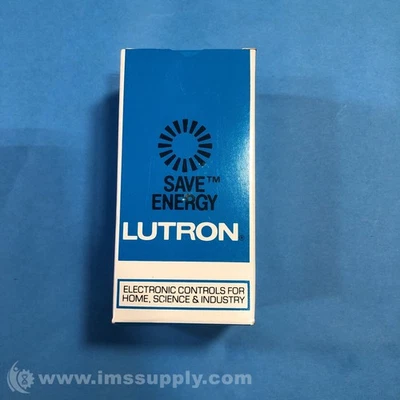 SAVE™
ENERGY
LUTRON®
ELECTRONIC CONTROLS FOR
HOME, SCIENCE & INDUSTRY
www.imssupply.com